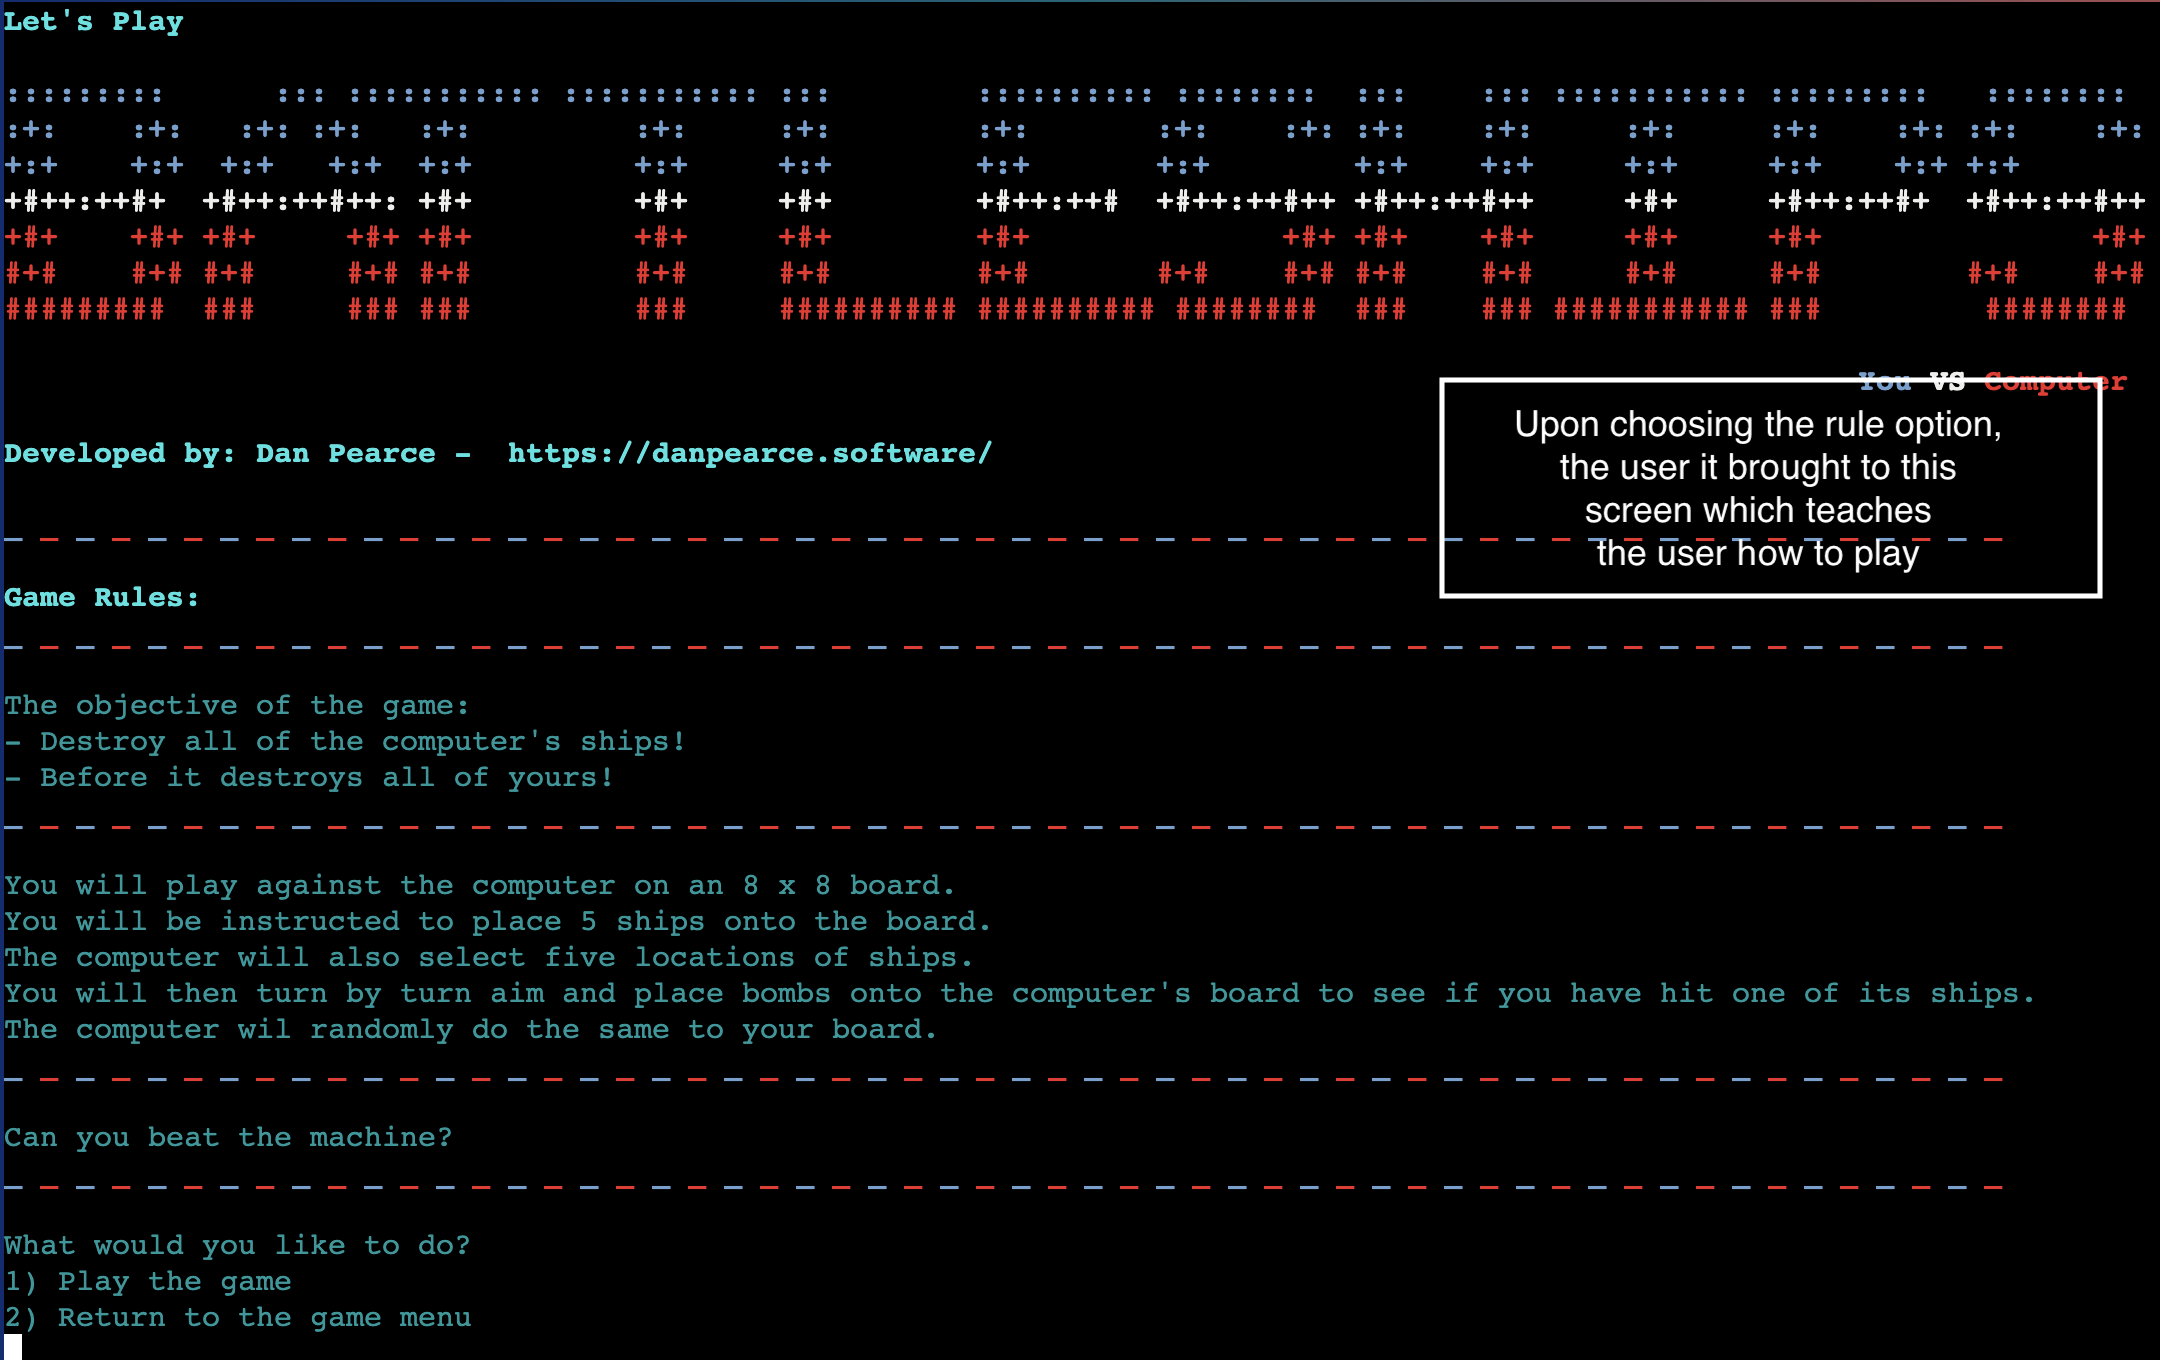 Let's Play
BATTLESHIPS
You VS Computer
Upon choosing the rule option,
the user it brought to this
screen which teaches
the user how to play
Developed by: Dan Pearce -  https://danpearce.software/
Game Rules:
The objective of the game:
- Destroy all of the computer's ships!
- Before it destroys all of yours!
You will play against the computer on an 8 x 8 board.
You will be instructed to place 5 ships onto the board.
The computer will also select five locations of ships.
You will then turn by turn aim and place bombs onto the computer's board to see if you have hit one of its ships.
The computer wil randomly do the same to your board.
Can you beat the machine?
What would you like to do?
1) Play the game
2) Return to the game menu